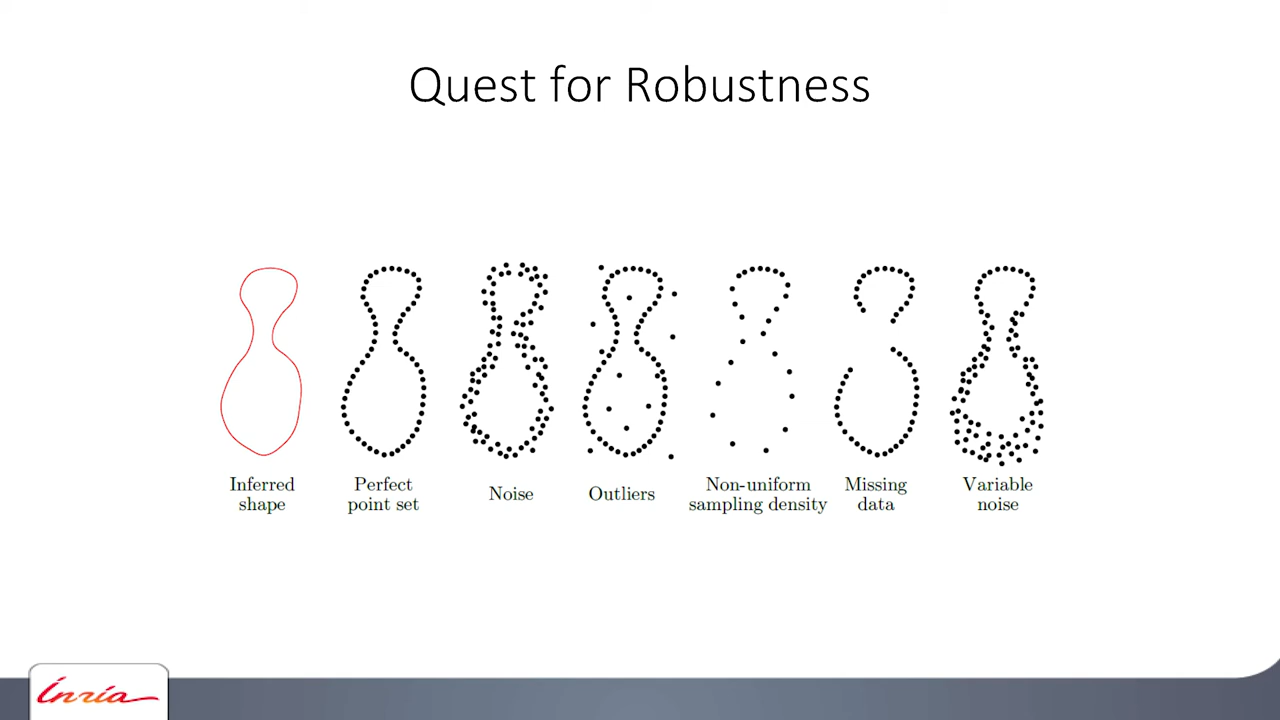 Quest for Robustness
Inferred
shape
Perfect
point set
Noise
Outliers
Non-uniform
sampling density
Missing
data
Variable
noise
Inria